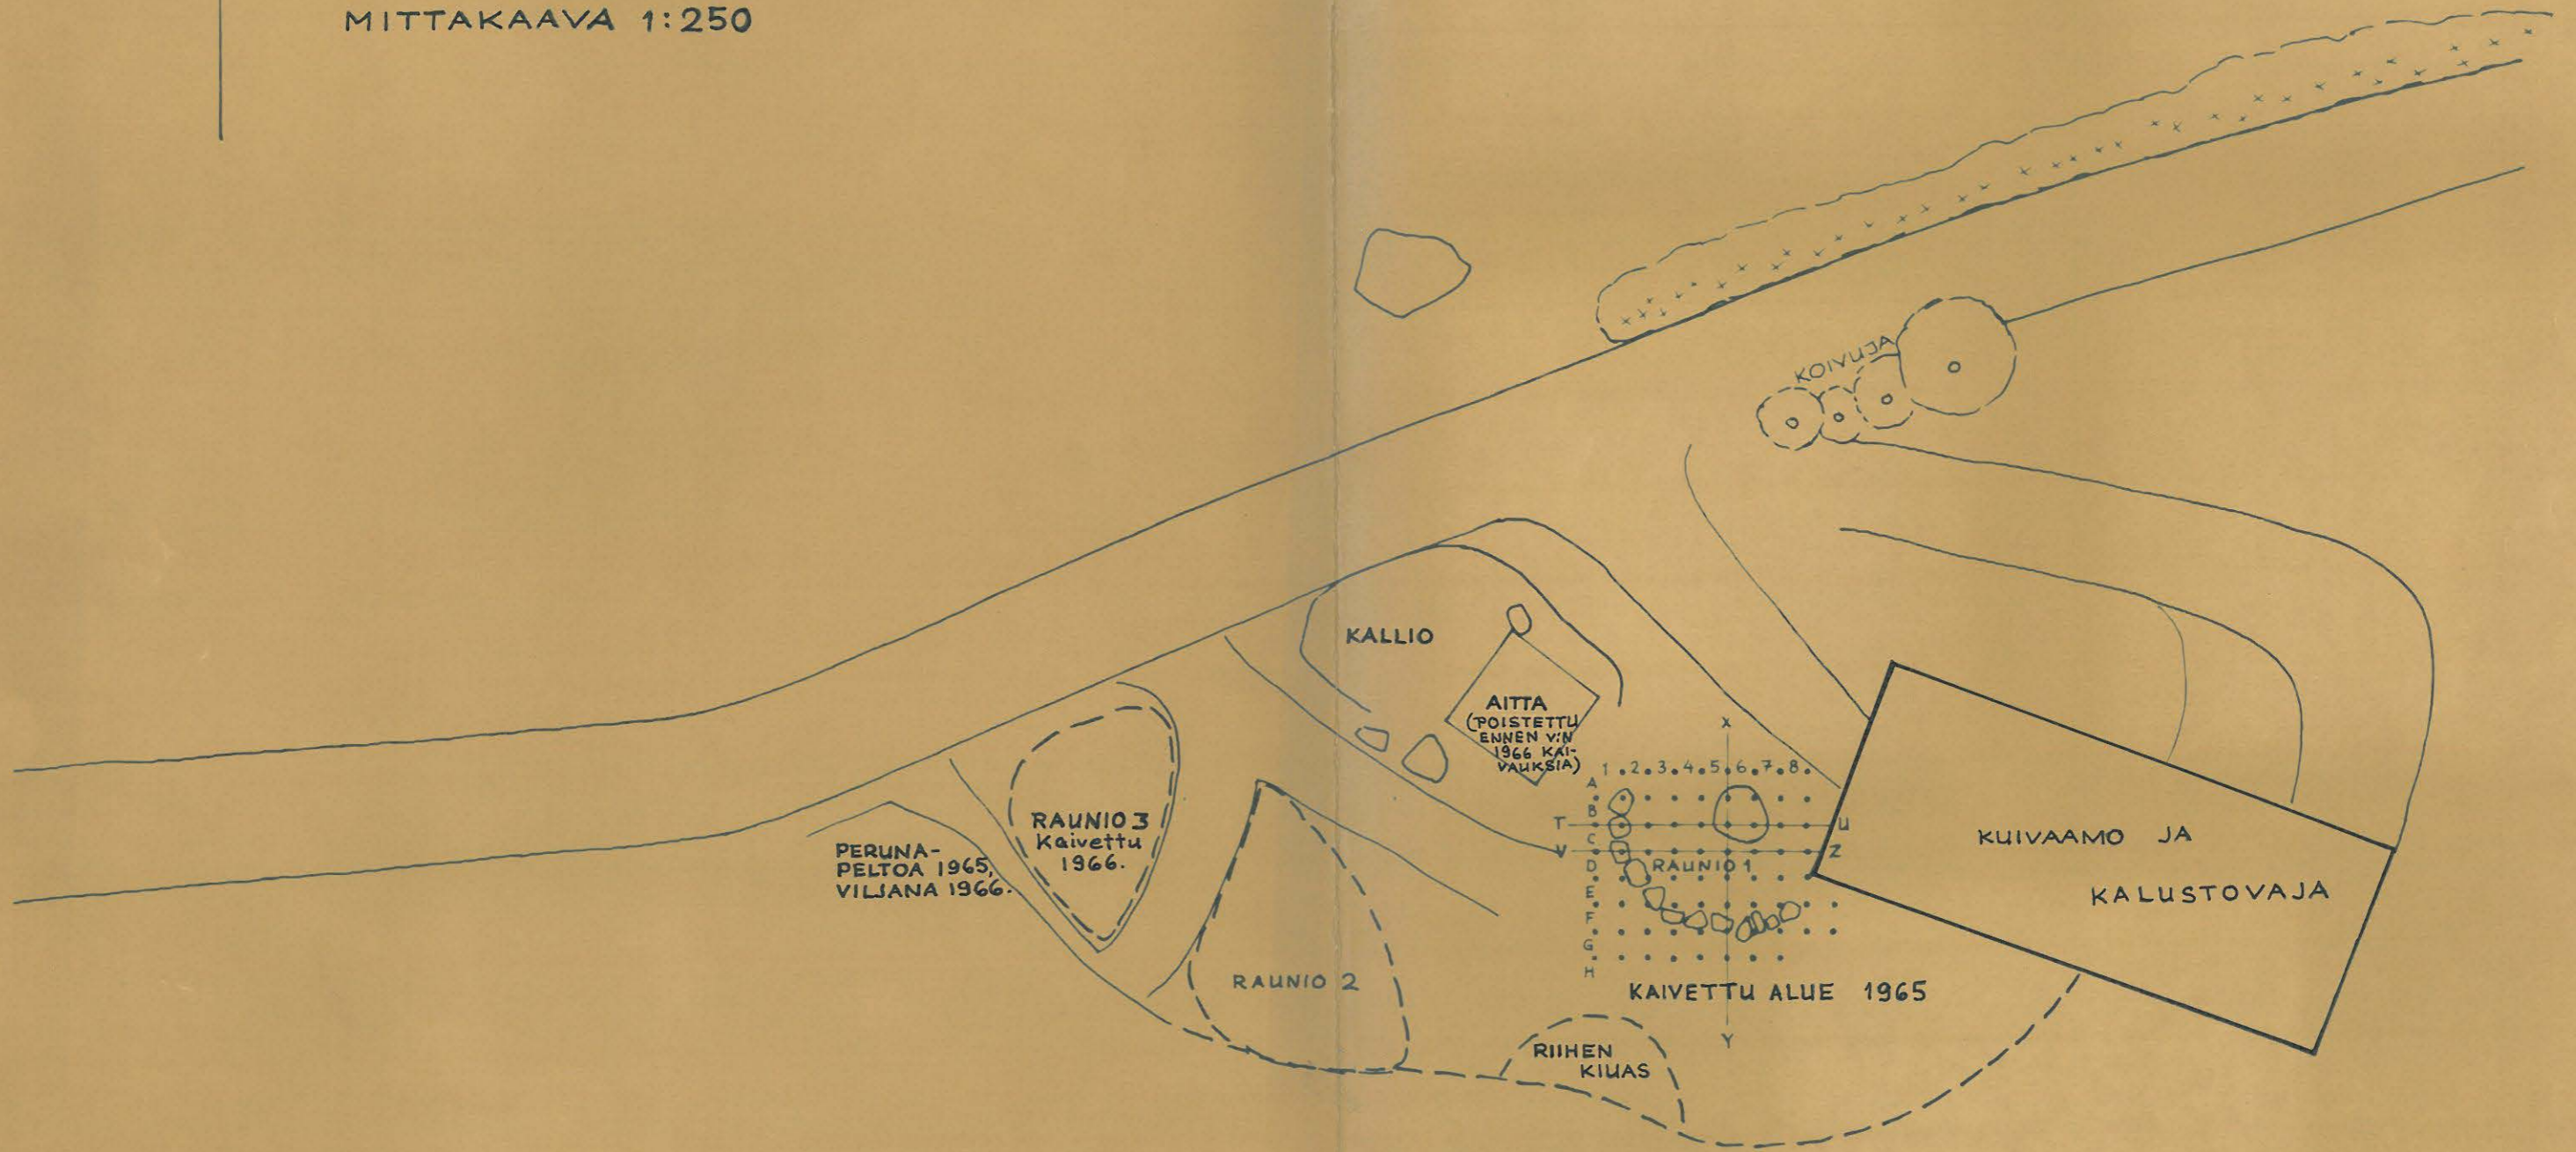 MITTAKAAVA 1:250
KOIVUJA
KALLIO
AITTA
(POISTETTU
ENNEN V:N
1966 KAI-
VAUKSIA)
X
1.2.3.4.5.6.7.8.
A
B
T
U
C
V
Z
D
E
F
G
H
RAUNIO 1
RAUNIO 3
Kaivettu
1966.
PERUNA-
PELTOA 1965,
VILJANA 1966.
KUIVAAMO JA
KALUSTOVAJA
RAUNIO 2
KAIVETTU ALUE 1965
Y
RIIHEN
KIUAS